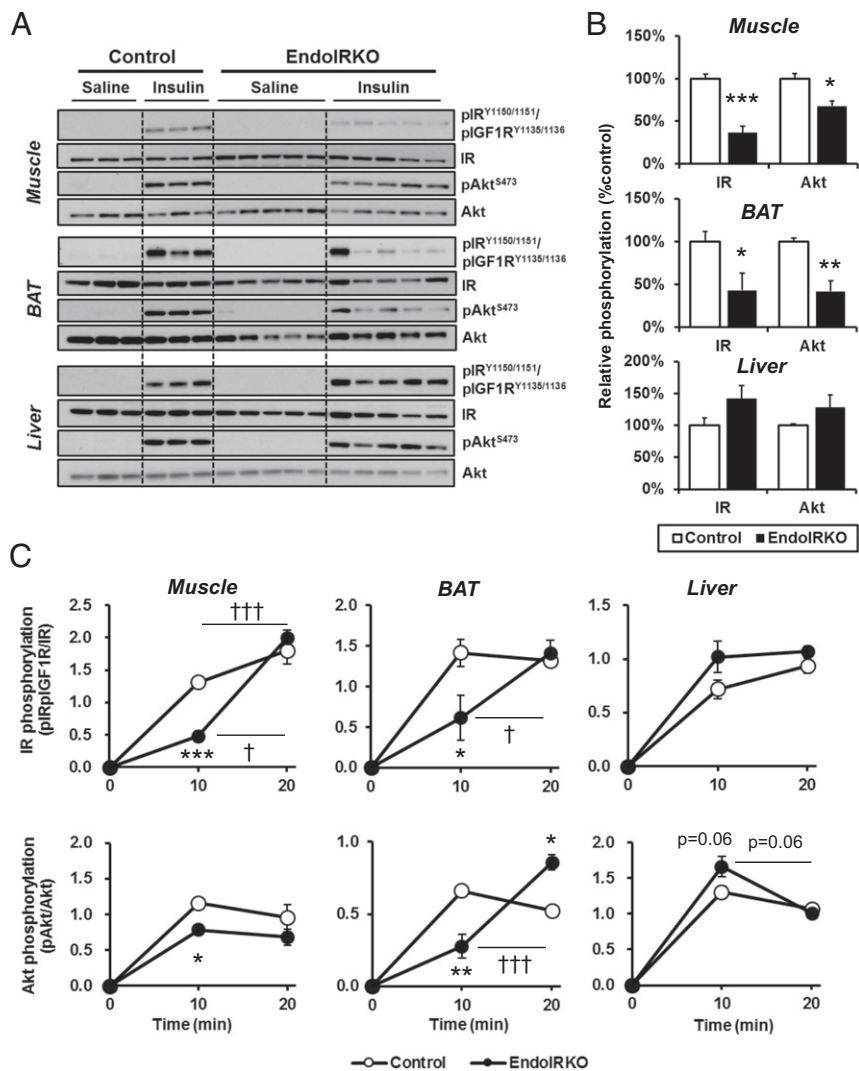 A
Control EndoIRKO
Saline Insulin Saline Insulin
Muscle
pIRY1150/1151/
pIGF1RY1135/1136
IR
pAktS473
Akt
BAT
pIRY1150/1151/
pIGF1RY1135/1136
IR
pAktS473
Akt
Liver
pIRY1150/1151/
pIGF1RY1135/1136
IR
pAktS473
Akt
B
Relative phosphorylation (%control)
Muscle
150%
100%
50%
0%
*** *
IR Akt
BAT
150%
100%
50%
0%
* **
IR Akt
Liver
200%
150%
100%
50%
0%
IR Akt
Control EndoIRKO
C
IR phosphorylation
(pIRpIGF1R/IR)
Muscle
2.5
2.0
1.5
1.0
0.5
0.0
†††
*** †
0 10 20
BAT
2.0
1.5
1.0
0.5
0.0
†
*
0 10 20
Liver
1.5
1.0
0.5
0.0
0 10 20
Akt phosphorylation
(pAkt/Akt)
2.0
1.5
1.0
0.5
0.0
*
0 10 20
Time (min)
1.0
0.5
0.0
*
** †††
0 10 20
Time (min)
2.0
1.5
1.0
0.5
0.0
p=0.06 p=0.06
0 10 20
Time (min)
Control EndoIRKO